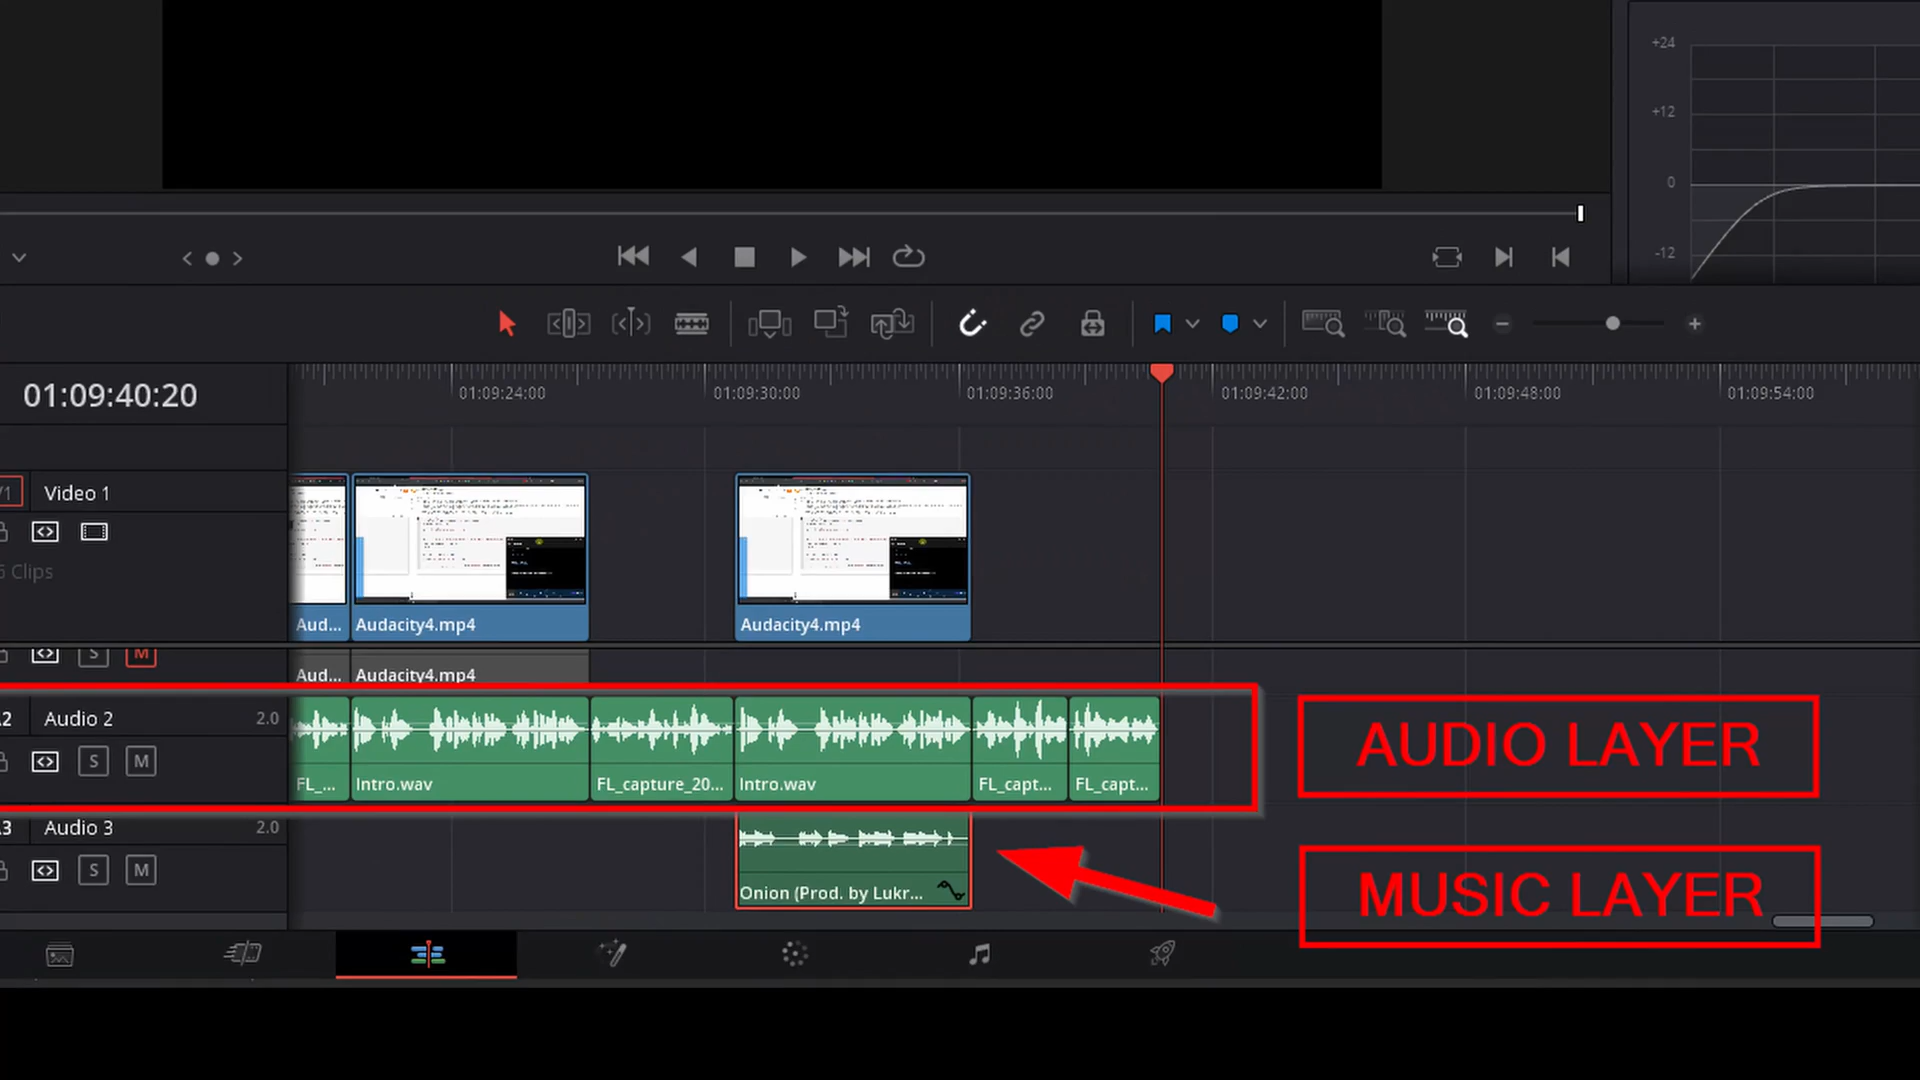 +24
+12
0
-12
01:09:40:20
01:09:24:00
01:09:30:00
01:09:36:00
01:09:42:00
01:09:48:00
01:09:54:00
Video 1
Clips
Aud...
Audacity4.mp4
Audacity4.mp4
S
M
Aud...
Audacity4.mp4
Audio 2
2.0
S
M
FL_...
Intro.wav
FL_capture_20...
Intro.wav
FL_capt...
FL_capt...
AUDIO LAYER
Audio 3
2.0
S
M
Onion (Prod. by Lukr...
MUSIC LAYER